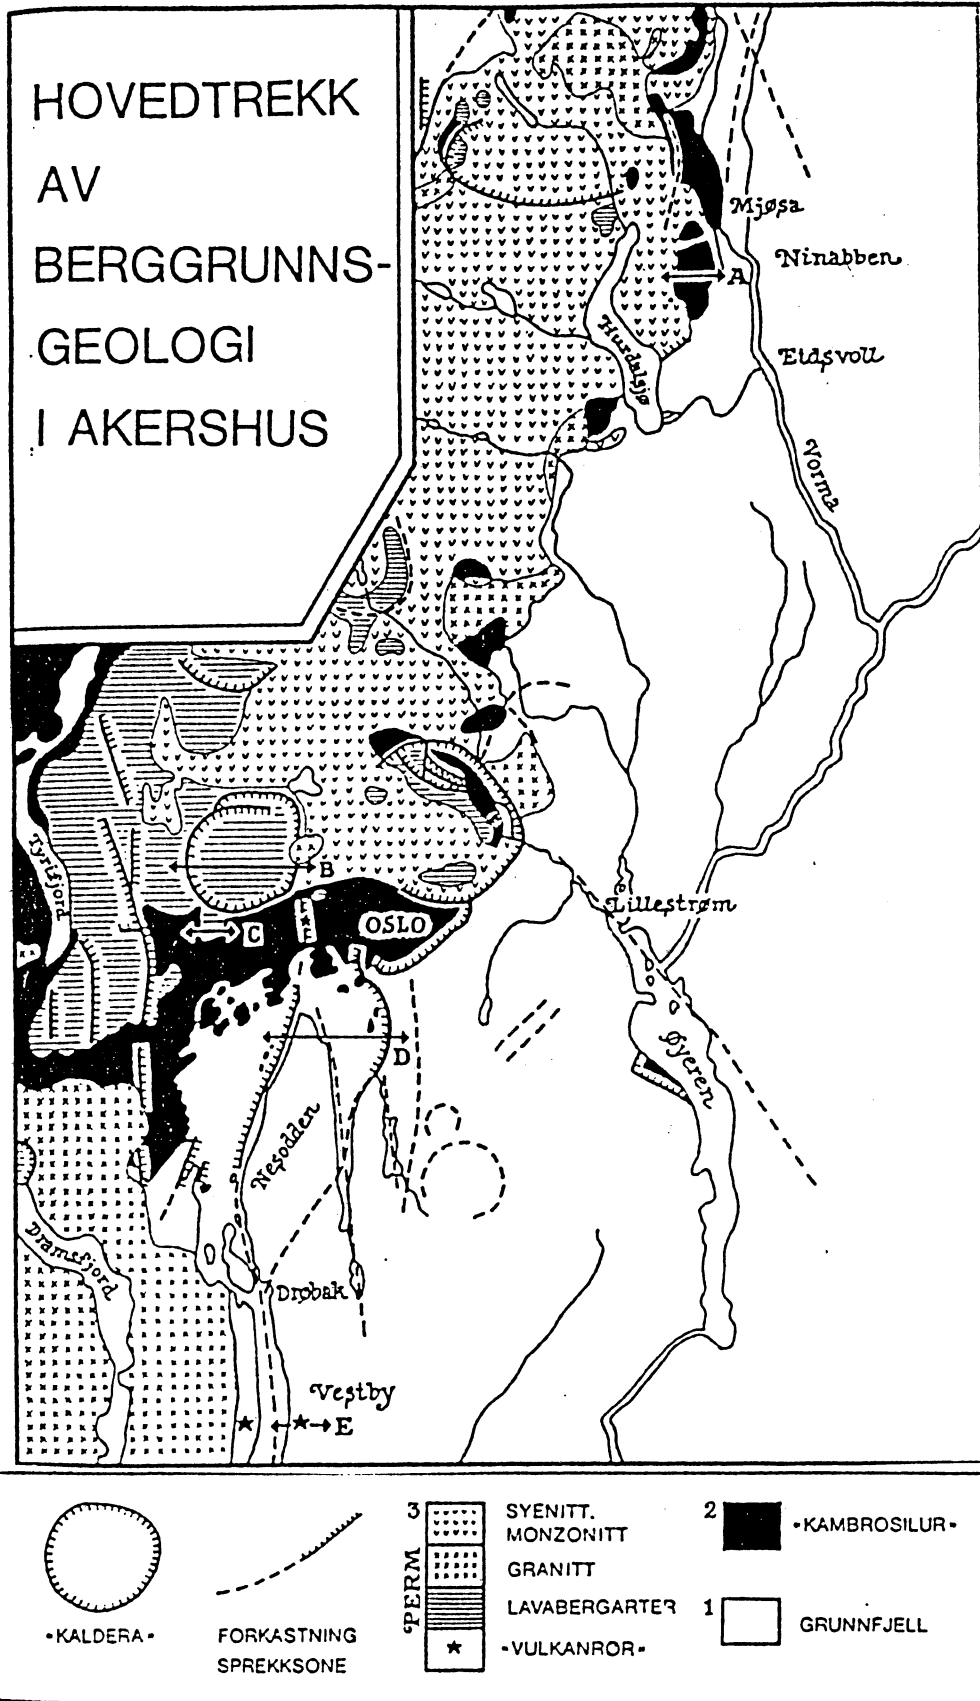 HOVEDTREKK
AV
BERGGRUNNS-
GEOLOGI
I AKERSHUS
Mjøsa
Ninabben
A
Hurdalsjø
Eidsvoll
Vorma
Tyrifjord
B
Lillestrøm
C
OSLO
D
Øyeren
Nesodden
Dramsfjord
Drøbak
Vestby
E
3
SYENITT.
MONZONITT
2
-KAMBROSILUR-
PERM
GRANITT
LAVABERGARTER
1
GRUNNFJELL
-KALDERA-
FORKASTNING
SPREKKSONE
-VULKANROR-